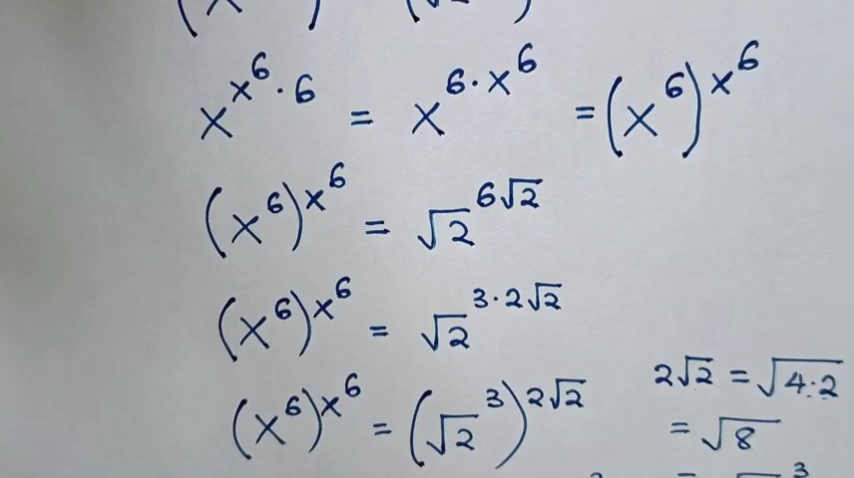 x^{x^6 · 6} = x^{6 · x^6} = (x^6)^{x^6}
(x^6)^{x^6} = √2^{6√2}
(x^6)^{x^6} = √2^{3 · 2√2}
(x^6)^{x^6} = (√2^3)^{2√2}
2√2 = √4·2
= √8